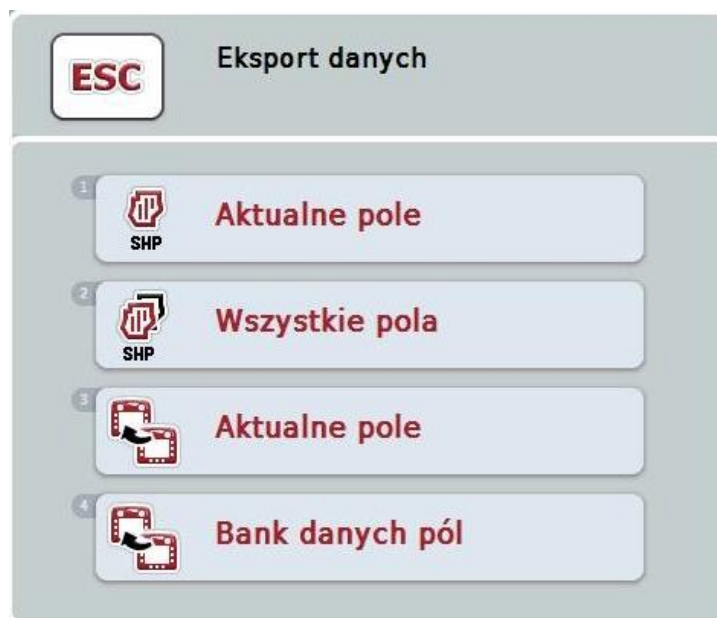 ESC
Eksport danych
1
SHP
Aktualne pole
2
SHP
Wszystkie pola
3
Aktualne pole
4
Bank danych pól